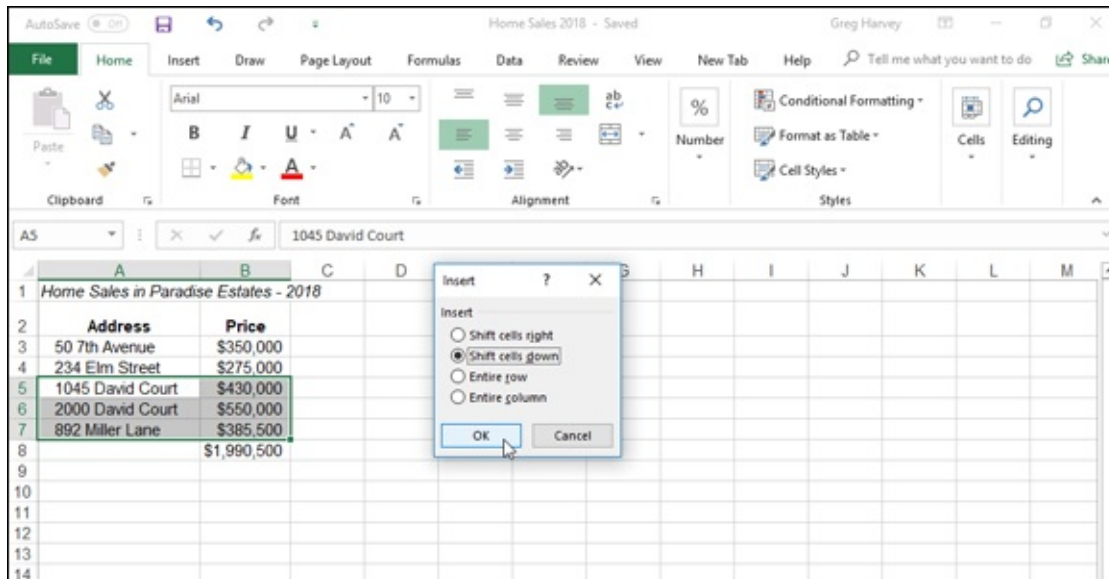 AutoSave Off Home Sales 2018 - Saved Greg Harvey
File Home Insert Draw Page Layout Formulas Data Review View New Tab Help Tell me what you want to do Shar
Paste
Arial 10
B I U A A
A
ab
%
Number
Conditional Formatting
Format as Table
Cell Styles
Cells Editing
Clipboard Font Alignment Styles
A5 fx 1045 David Court
A B C D G H I J K L M
1 Home Sales in Paradise Estates - 2018
2 Address Price
3 50 7th Avenue $350,000
4 234 Elm Street $275,000
5 1045 David Court $430,000
6 2000 David Court $550,000
7 892 Miller Lane $385,500
8 $1,990,500
9
10
11
12
13
14
Insert ? X
Insert
Shift cells right
Shift cells down
Entire row
Entire column
OK Cancel